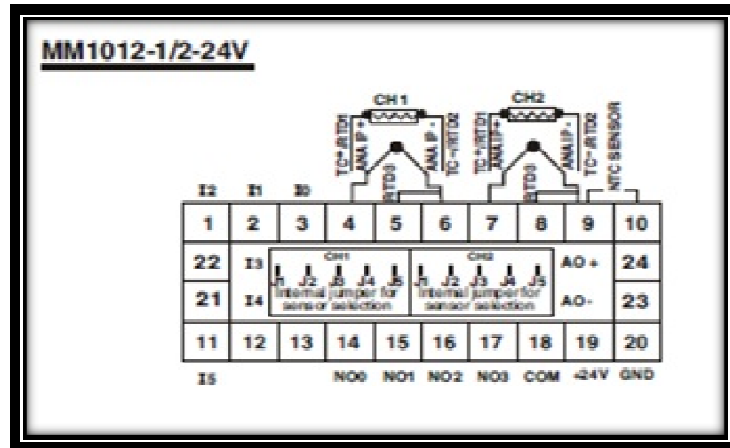 MM1012-1/2-24V
CH1
CH2
TC+/RTD1
ANA IP+
RTD3
ANA IP-
TC-/RTD2
TC+/RTD1
ANA IP+
RTD3
ANA IP-
TC-/RTD2
NTC SENSOR
I2 I1 I0
1 2 3 4 5 6 7 8 9 10
22 I3 CH1 CH2 AO+ 24
J1 J2 J3 J4 J5 J1 J2 J3 J4 J5
Internal jumper for Internal jumper for
sensor selection sensor selection
21 I4 AO- 23
11 12 13 14 15 16 17 18 19 20
I5 NO0 NO1 NO2 NO3 COM +24V GND